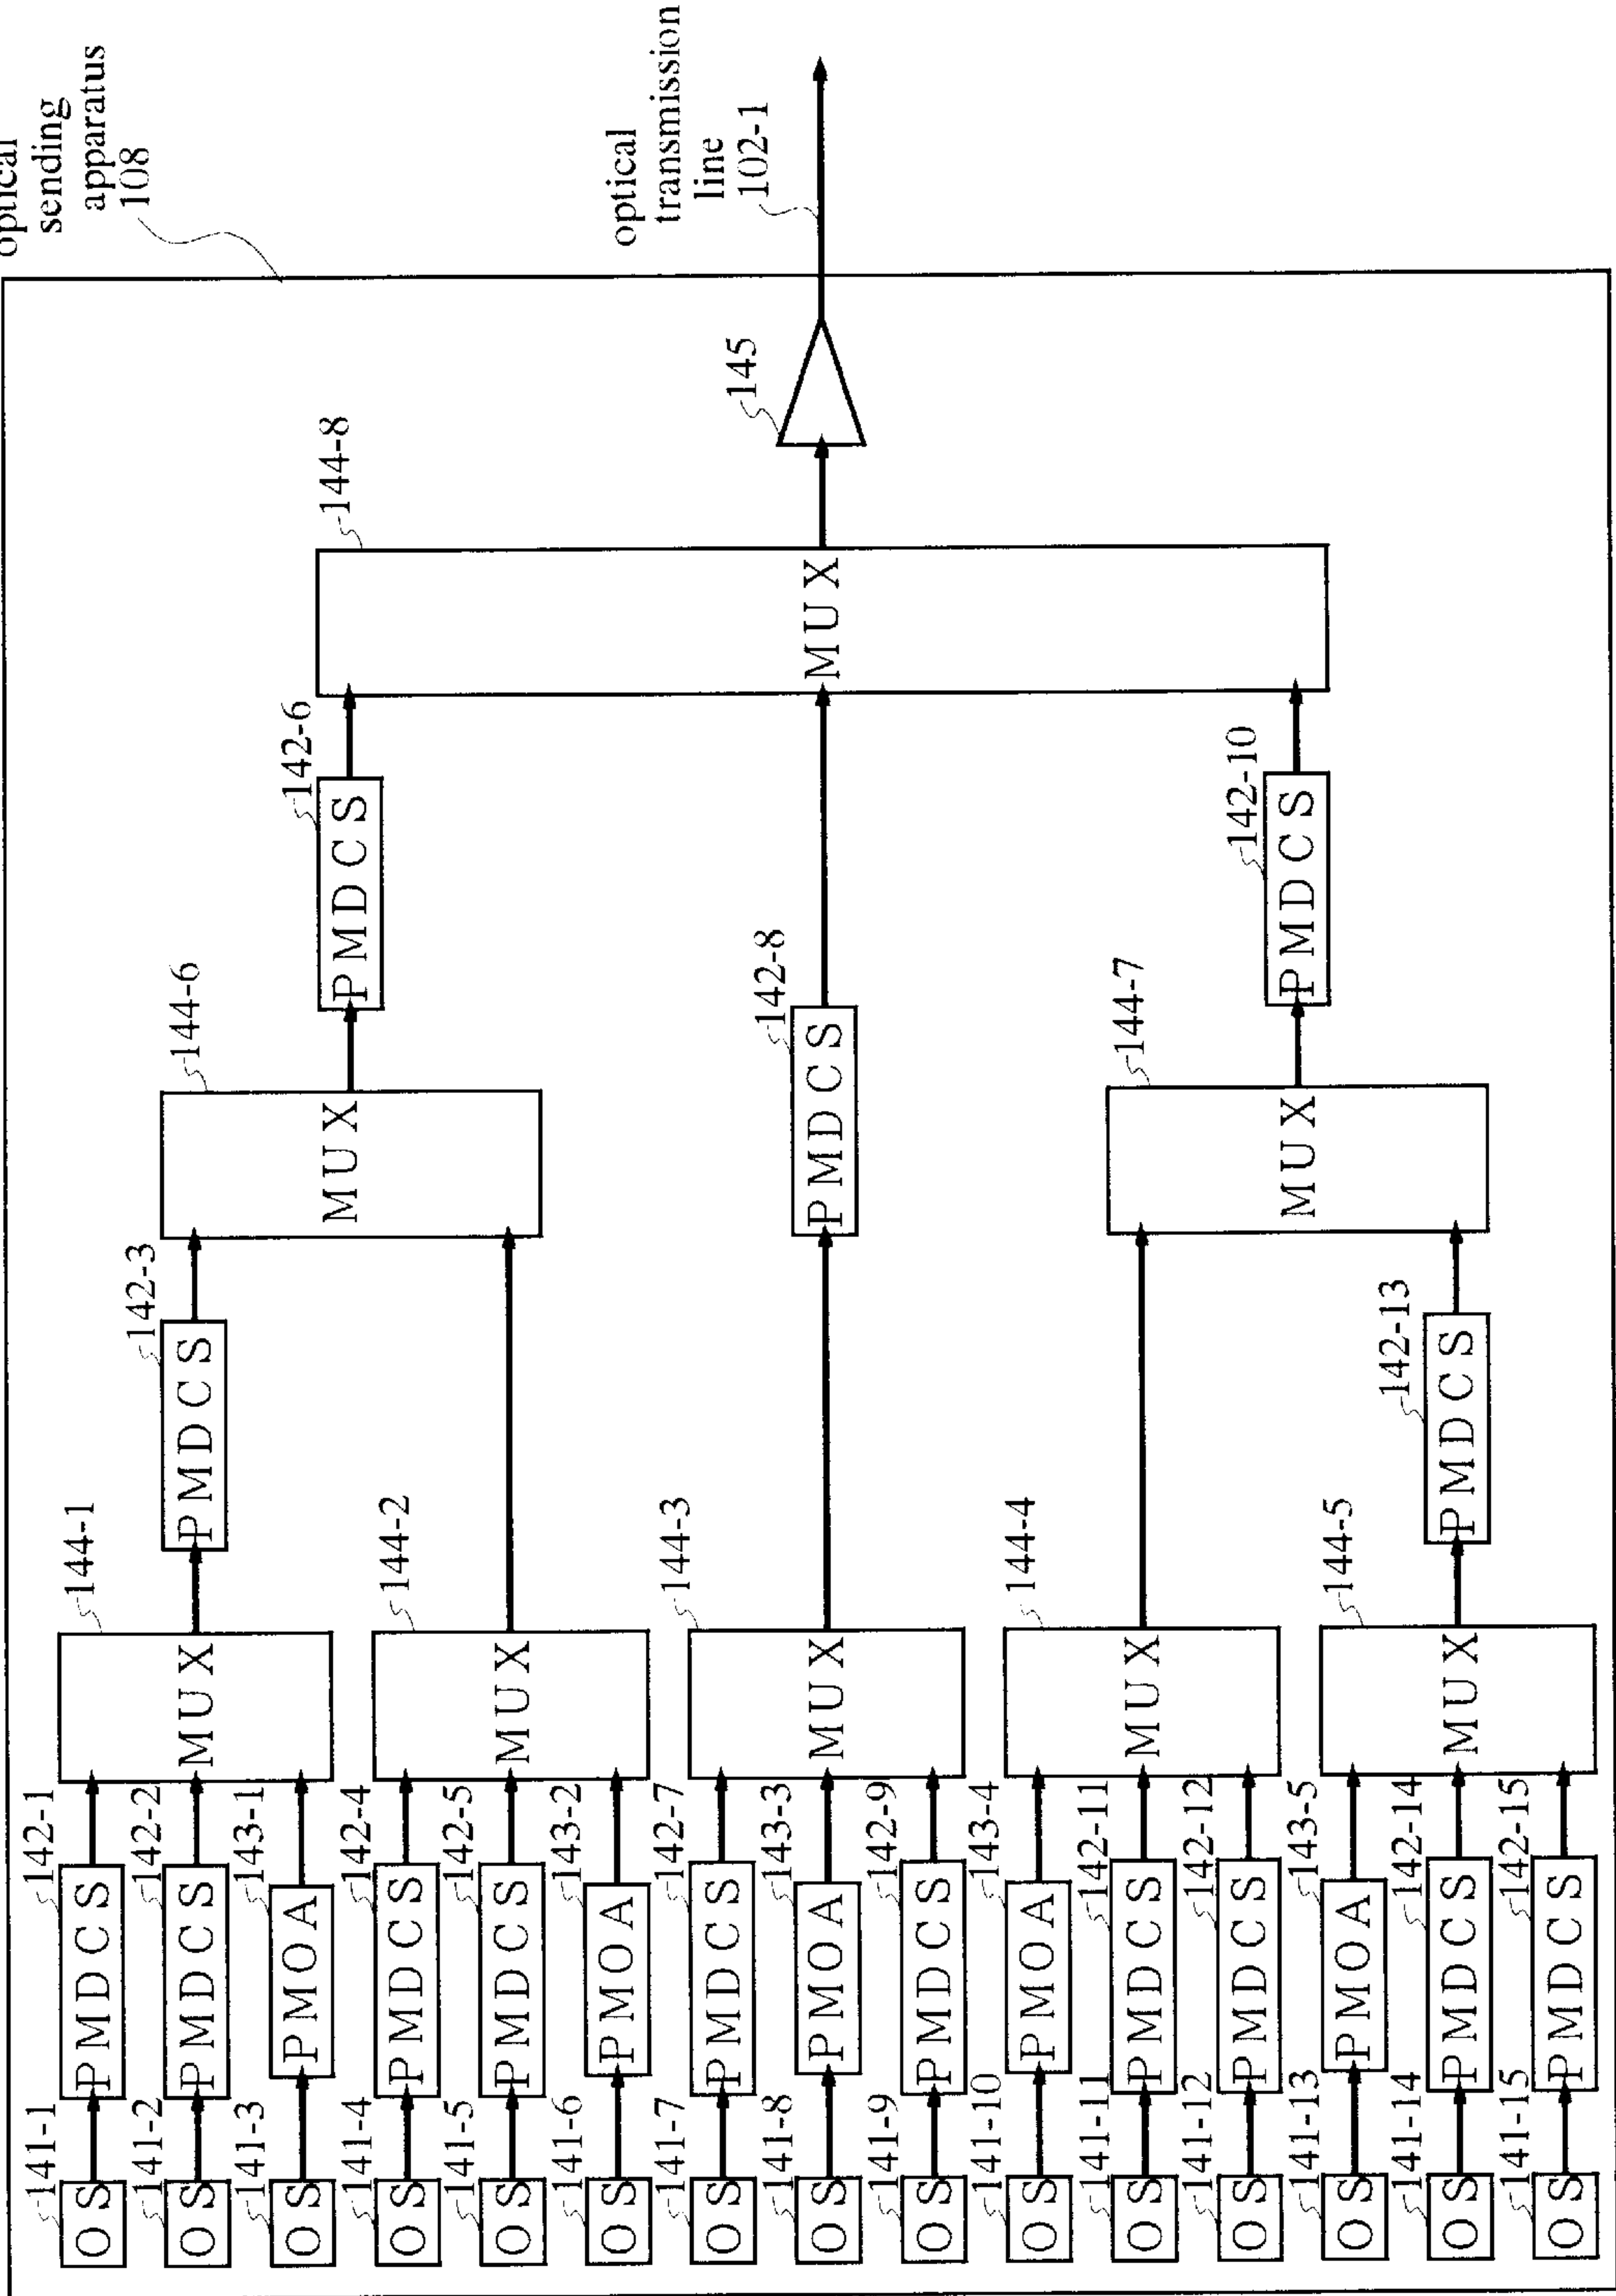 optical
sending
apparatus
108
optical
transmission
line
102-1
141-1
OS
142-1
PMDCS
141-2
OS
142-2
PMDCS
141-3
OS
143-1
PMOA
144-1
MUX
142-3
PMDCS
141-4
OS
142-4
PMDCS
141-5
OS
142-5
PMDCS
141-6
OS
143-2
PMOA
144-2
MUX
144-6
MUX
142-6
PMDCS
141-7
OS
142-7
PMDCS
141-8
OS
143-3
PMOA
141-9
OS
142-9
PMDCS
144-3
MUX
142-8
PMDCS
144-8
MUX
145
141-10
OS
143-4
PMOA
141-11
OS
142-11
PMDCS
141-12
OS
142-12
PMDCS
144-4
MUX
144-7
MUX
142-10
PMDCS
141-13
OS
143-5
PMOA
141-14
OS
142-14
PMDCS
141-15
OS
142-15
PMDCS
144-5
MUX
142-13
PMDCS